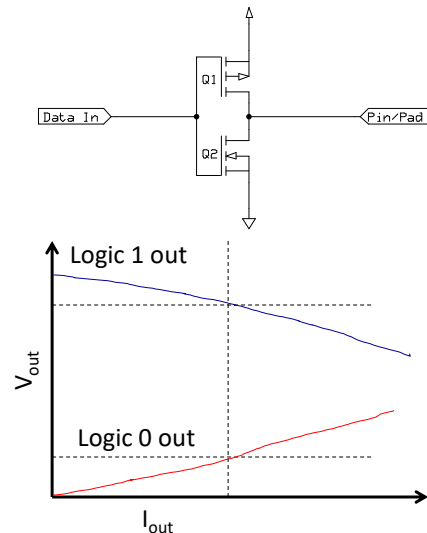 Q1
Data In
Pin/Pad
Q2
Logic 1 out
Vout
Logic 0 out
Iout